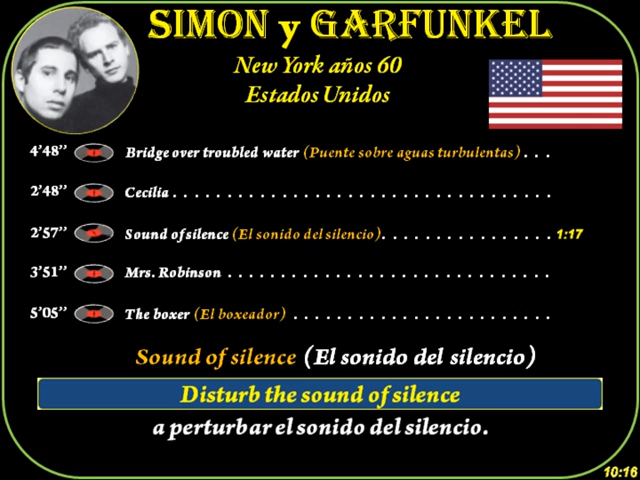 SIMON y GARFUNKEL
New York años 60
Estados Unidos
4’48’’ Bridge over troubled water (Puente sobre aguas turbulentas) . . .
2’48’’ Cecilia . . . . . . . . . . . . . . . . . . . . . . . . . . . . . . . . . . .
2’57’’ Sound of silence (El sonido del silencio). . . . . . . . . . . . . . . . 1:17
3’51’’ Mrs. Robinson . . . . . . . . . . . . . . . . . . . . . . . . . . . . . .
5’05’’ The boxer (El boxeador) . . . . . . . . . . . . . . . . . . . . . . . .
Sound of silence (El sonido del silencio)
Disturb the sound of silence
a perturbar el sonido del silencio.
10:16